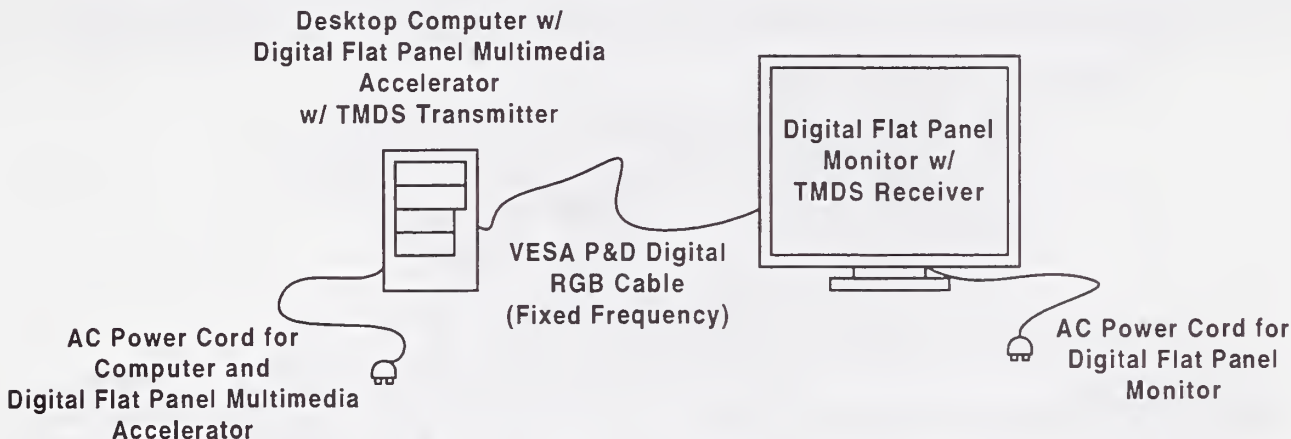 Desktop Computer w/
Digital Flat Panel Multimedia
Accelerator
w/ TMDS Transmitter
Digital Flat Panel
Monitor w/
TMDS Receiver
VESA P&D Digital
RGB Cable
(Fixed Frequency)
AC Power Cord for
Computer and
Digital Flat Panel Multimedia
Accelerator
AC Power Cord for
Digital Flat Panel
Monitor